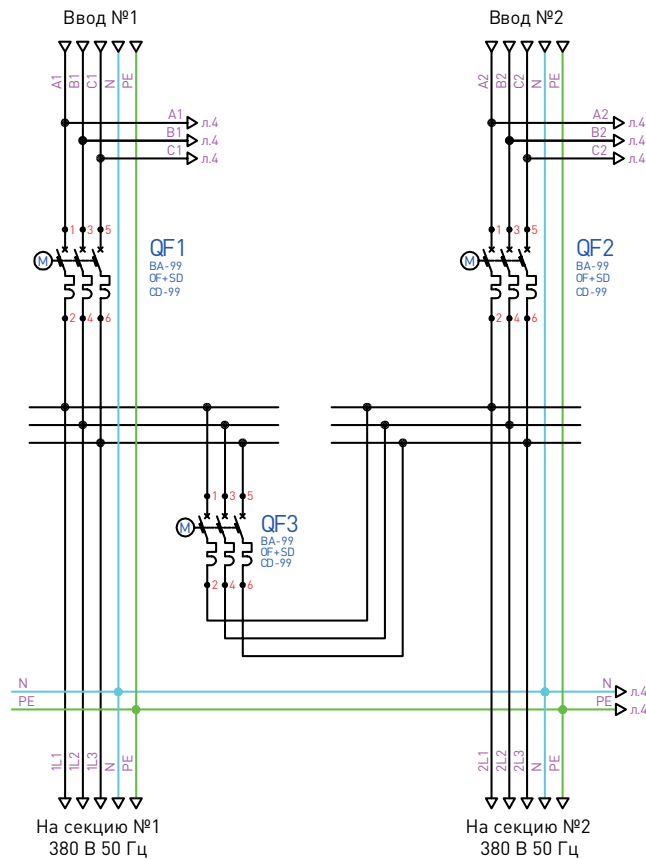 Ввод №1
Ввод №2
A1
B1
C1
N
PE
A2
B2
C2
N
PE
A1
л.4
B1
л.4
C1
л.4
A2
л.4
B2
л.4
C2
л.4
1 3 5
M
QF1
ВА-99
OF+SD
CD-99
2 4 6
1 3 5
M
QF2
ВА-99
OF+SD
CD-99
2 4 6
1 3 5
M
QF3
ВА-99
OF+SD
CD-99
2 4 6
N
N
л.4
PE
PE
л.4
1L1
1L2
1L3
N
PE
2L1
2L2
2L3
N
PE
На секцию №1
380 В 50 Гц
На секцию №2
380 В 50 Гц